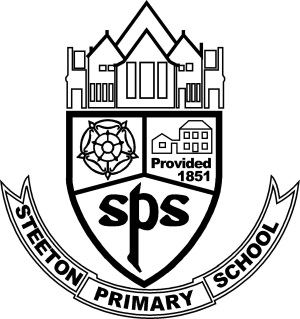 Provided
1851
sps
STEETON PRIMARY SCHOOL